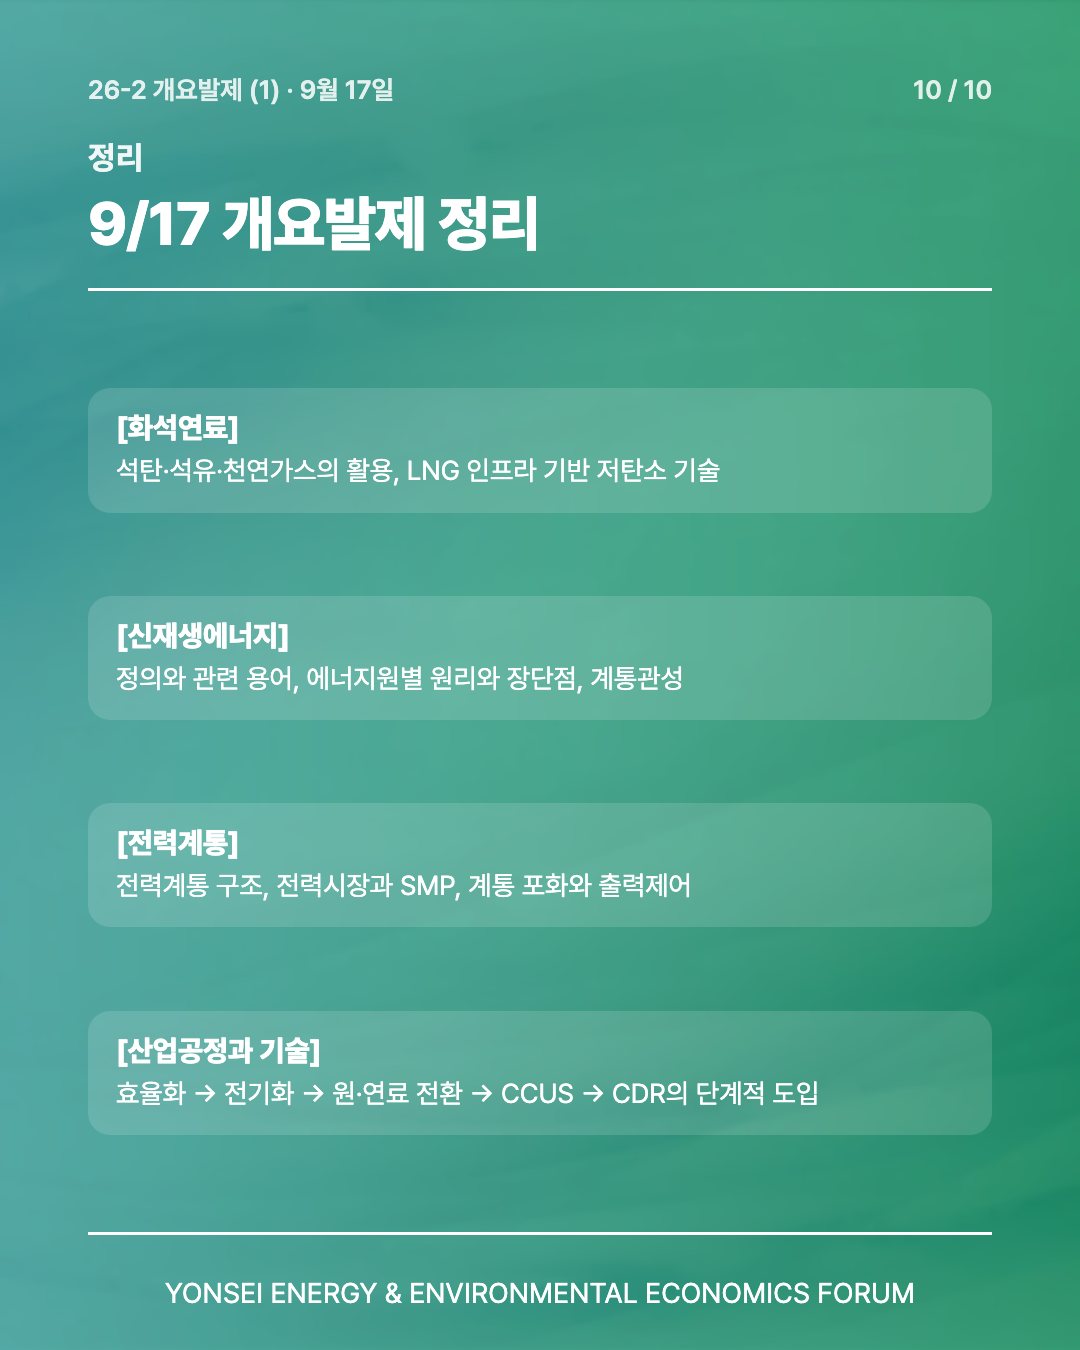 26-2 개요발제 (1) · 9월 17일
10 / 10
정리
9/17 개요발제 정리
[화석연료]
석탄·석유·천연가스의 활용, LNG 인프라 기반 저탄소 기술
[신재생에너지]
정의와 관련 용어, 에너지원별 원리와 장단점, 계통관성
[전력계통]
전력계통 구조, 전력시장과 SMP, 계통 포화와 출력제어
[산업공정과 기술]
효율화 → 전기화 → 원·연료 전환 → CCUS → CDR의 단계적 도입
YONSEI ENERGY & ENVIRONMENTAL ECONOMICS FORUM